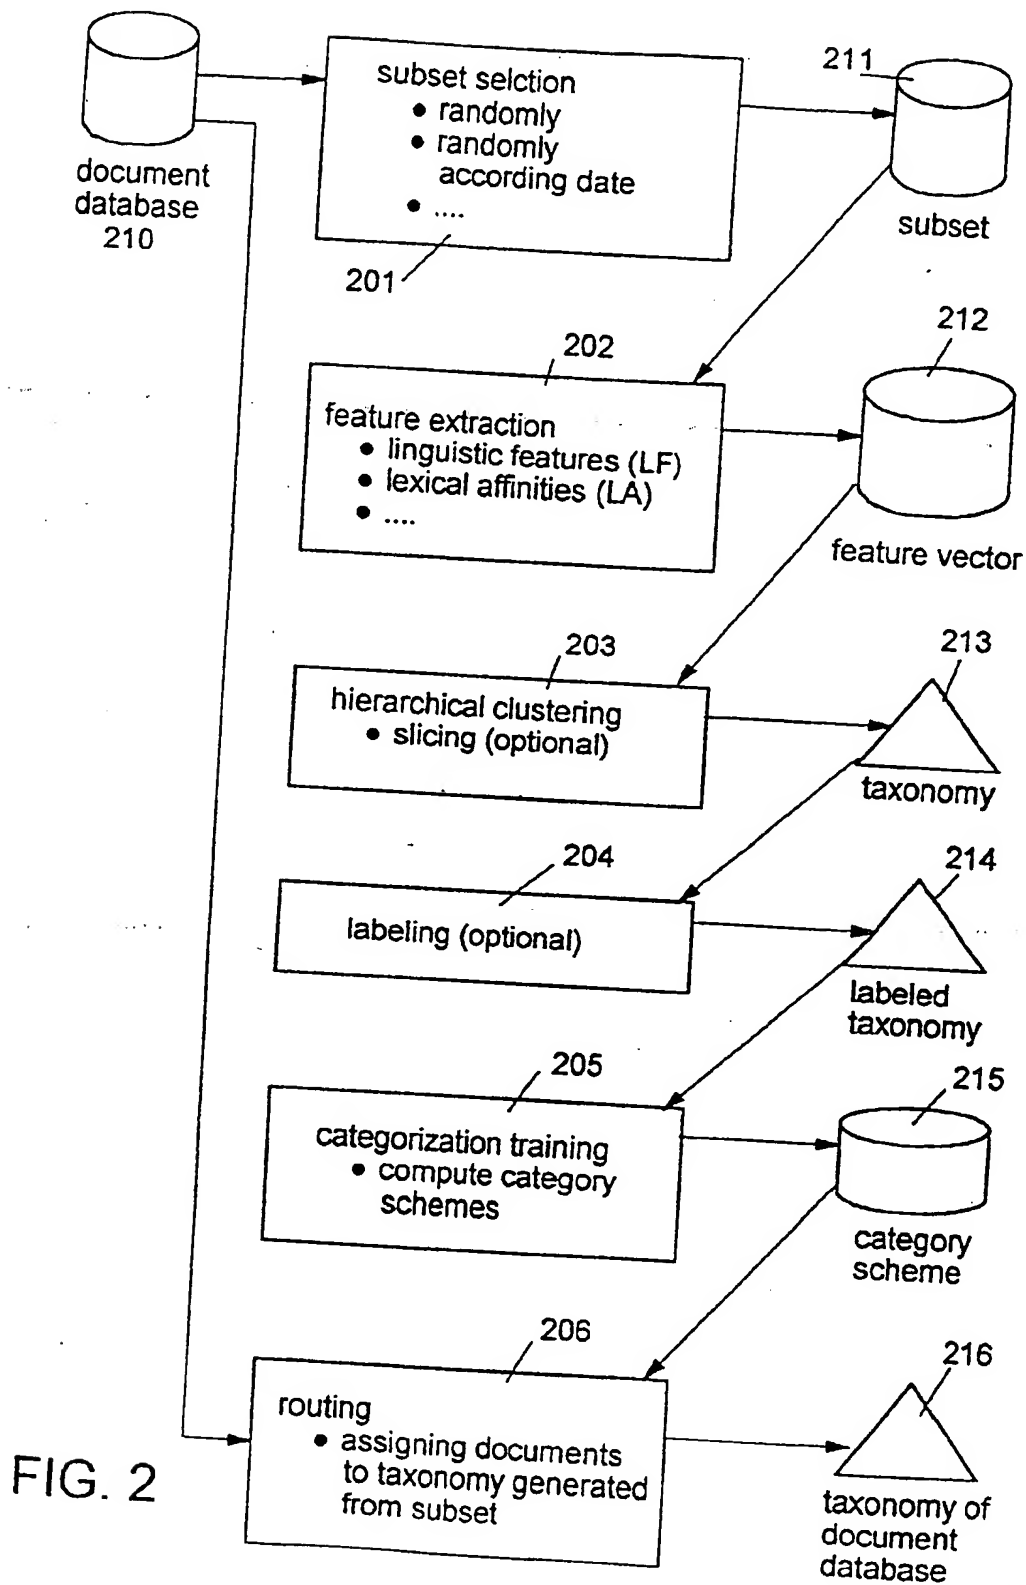 subset selction
• randomly
• randomly
according date
• ....
201
document
database
210
211
subset
202
feature extraction
• linguistic features (LF)
• lexical affinities (LA)
• ....
212
feature vector
203
hierarchical clustering
• slicing (optional)
213
taxonomy
204
labeling (optional)
214
labeled
taxonomy
205
categorization training
• compute category
schemes
215
category
scheme
206
routing
• assigning documents
to taxonomy generated
from subset
216
taxonomy of
document
database
FIG. 2